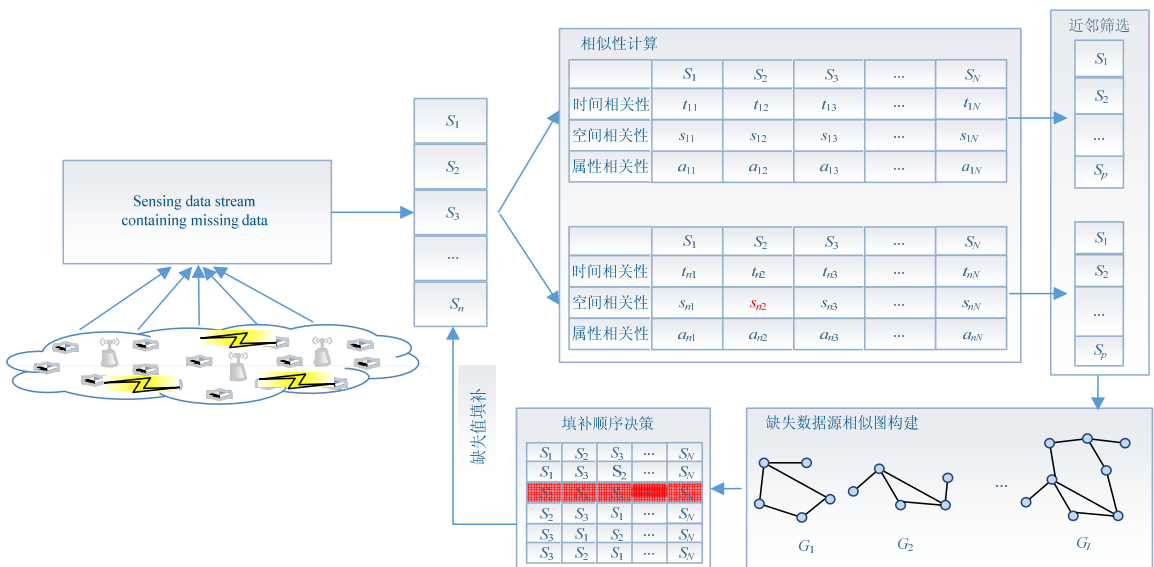 Sensing data stream
containing missing data
S1
S2
S3
...
Sn
相似性计算
S1 S2 S3 ... SN
时间相关性 t11 t12 t13 ... t1N
空间相关性 s11 s12 s13 ... s1N
属性相关性 a11 a12 a13 ... a1N
S1 S2 S3 ... SN
时间相关性 tn1 tn2 tn3 ... tnN
空间相关性 sn1 sn2 sn3 ... snN
属性相关性 an1 an2 an3 ... anN
近邻筛选
S1
S2
...
Sp
S1
S2
...
Sp
缺失数据源相似图构建
...
G1 G2 Gl
填补顺序决策
S1 S2 S3 ... SN
S1 S3 S2 ... SN
S2 S3 S1 ... SN
S3 S1 S2 ... SN
S3 S2 S1 ... SN
缺失值填补